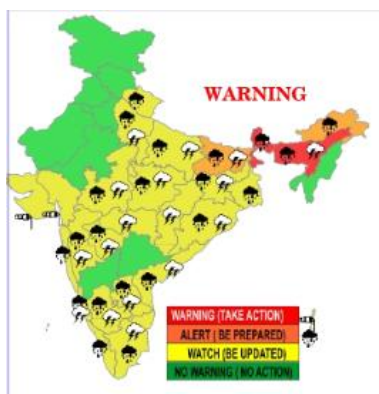 WARNING
WARNING (TAKE ACTION)
ALERT ( BE PREPARED)
WATCH (BE UPDATED)
NO WARNING ( NO ACTION)